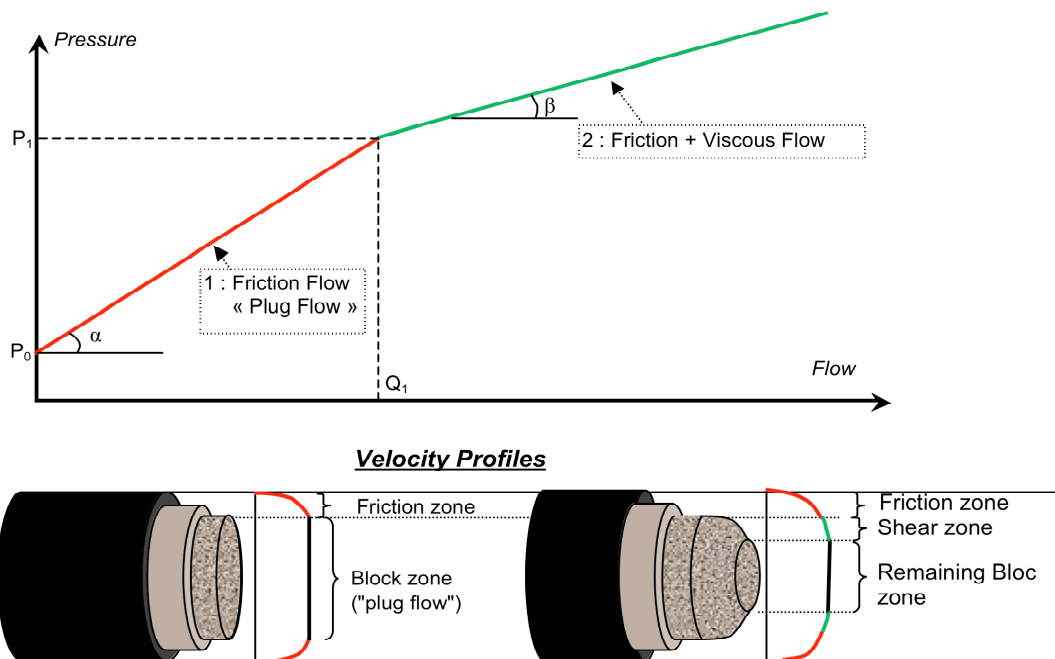 Pressure
P1
β
2 : Friction + Viscous Flow
1 : Friction Flow
« Plug Flow »
α
P0
Flow
Q1
Velocity Profiles
Friction zone
Block zone
("plug flow")
Friction zone
Shear zone
Remaining Bloc
zone